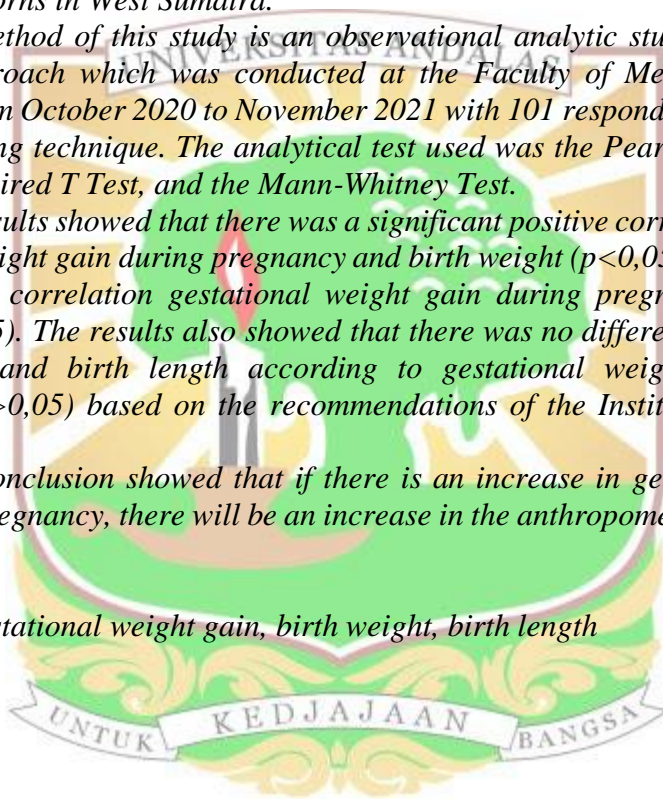 orns in West Sumatra.
ethod of this study is an observational analytic stu
UNIVERSITAS ANDALAS
roach which was conducted at the Faculty of Me
m October 2020 to November 2021 with 101 respond
ng technique. The analytical test used was the Pear
ired T Test, and the Mann-Whitney Test.
sults showed that there was a significant positive corr
ight gain during pregnancy and birth weight (p<0,05
correlation gestational weight gain during pregn
5). The results also showed that there was no differe
and birth length according to gestational weig
>0,05) based on the recommendations of the Instit
onclusion showed that if there is an increase in ge
egnancy, there will be an increase in the anthropome
tational weight gain, birth weight, birth length
UNTUK KEDJAJAAN BANGSA